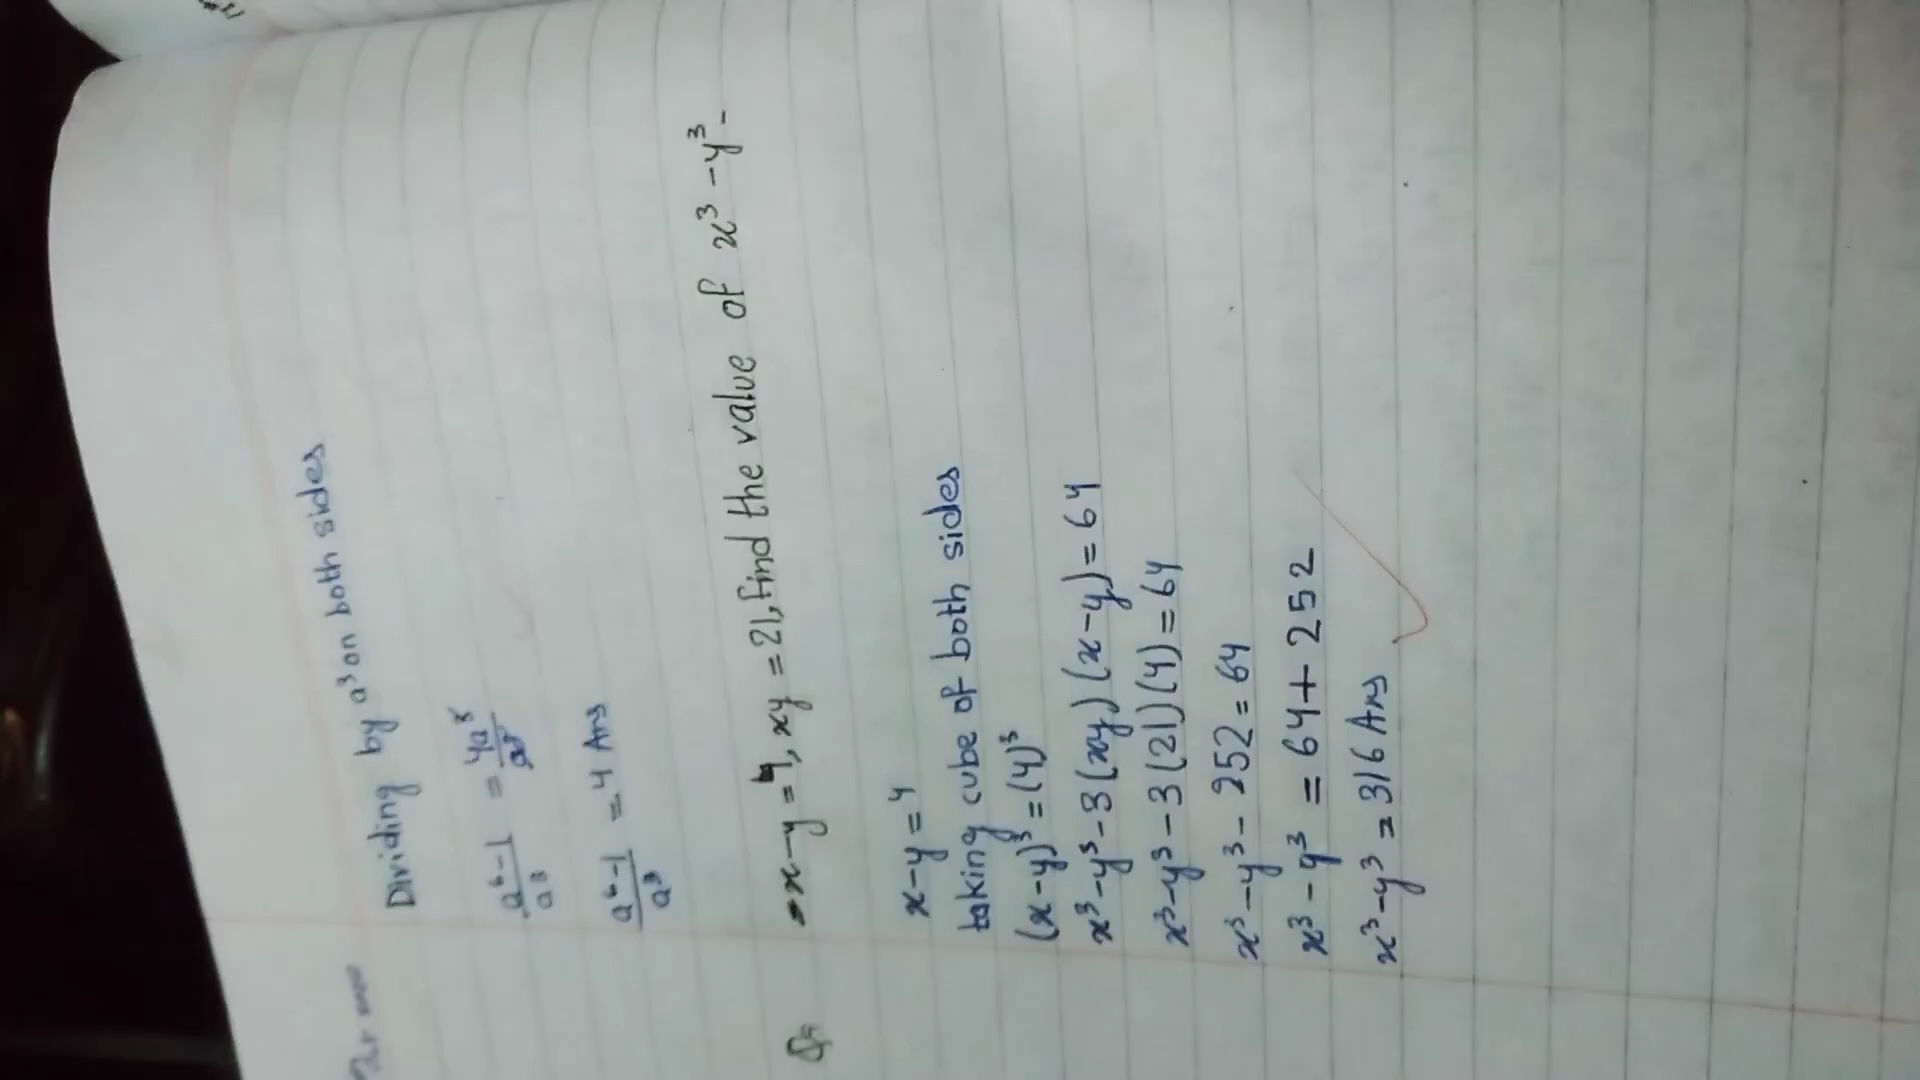 Dividing by a³ on both sides
a⁶-1/a³ = 4a³/a³
a⁶-1/a³ = 4 Ans
x-y=4, xy=21, find the value of x³-y³-
x-y=4
taking cube of both sides
(x-y)³=(4)³
x³-y³-3(xy)(x-y)=64
x³-y³-3(21)(4)=64
x³-y³-252=64
x³-y³=64+252
x³-y³=316 Ans